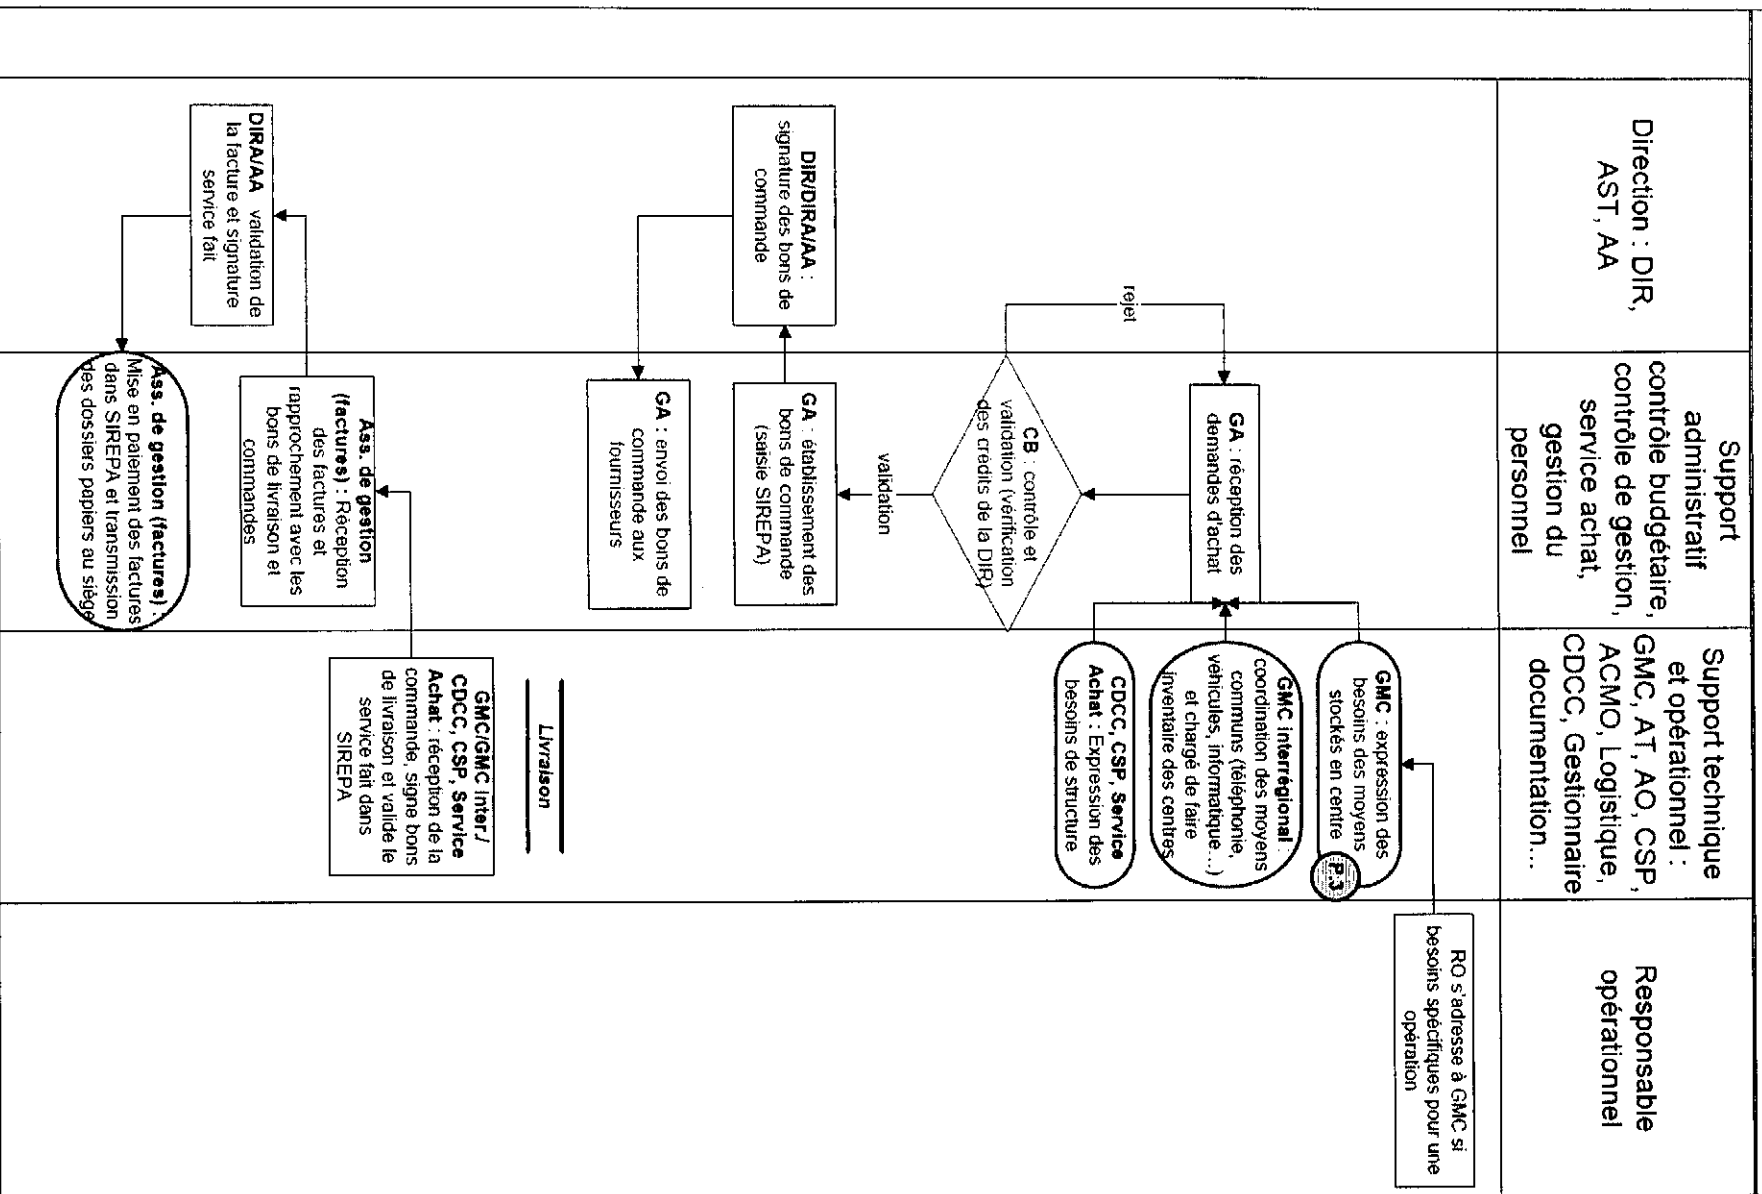 Direction : DIR,
AST, AA
Support
administratif
contrôle budgétaire,
contrôle de gestion,
service achat,
gestion du
personnel
Support technique
et opérationnel :
GMC, AT, AO, CSP,
ACMO, Logistique,
CDCC, Gestionnaire
documentation...
Responsable
opérationnel
RO s'adresse à GMC si
besoins spécifiques pour une
opération
GMC : expression des
besoins des moyens
stockés en centre
P.3
GMC interrégional :
coordination des moyens
communs (téléphonie,
véhicules, informatique...)
et chargé de faire
inventaire des centres
CDCC, CSP, Service
Achat : Expression des
besoins de structure
GA : réception des
demandes d'achat
rejet
CB : contrôle et
validation (vérification
des crédits de la DIR)
validation
GA : établissement des
bons de commande
(saisie SIREPA)
DIR/DIRA/AA :
signature des bons de
commande
GA : envoi des bons de
commande aux
fournisseurs
Livraison
GMC/GMC Inter./
CDCC, CSP, Service
Achat : réception de la
commande, signe bons
de livraison et valide le
service fait dans
SIREPA
Ass. de gestion
(factures) : Réception
des factures et
rapprochement avec les
bons de livraison et
commandes
DIRA/AA validation de
la facture et signature
service fait
Ass. de gestion (factures) :
Mise en paiement des factures
dans SIREPA et transmission
des dossiers papiers au siège